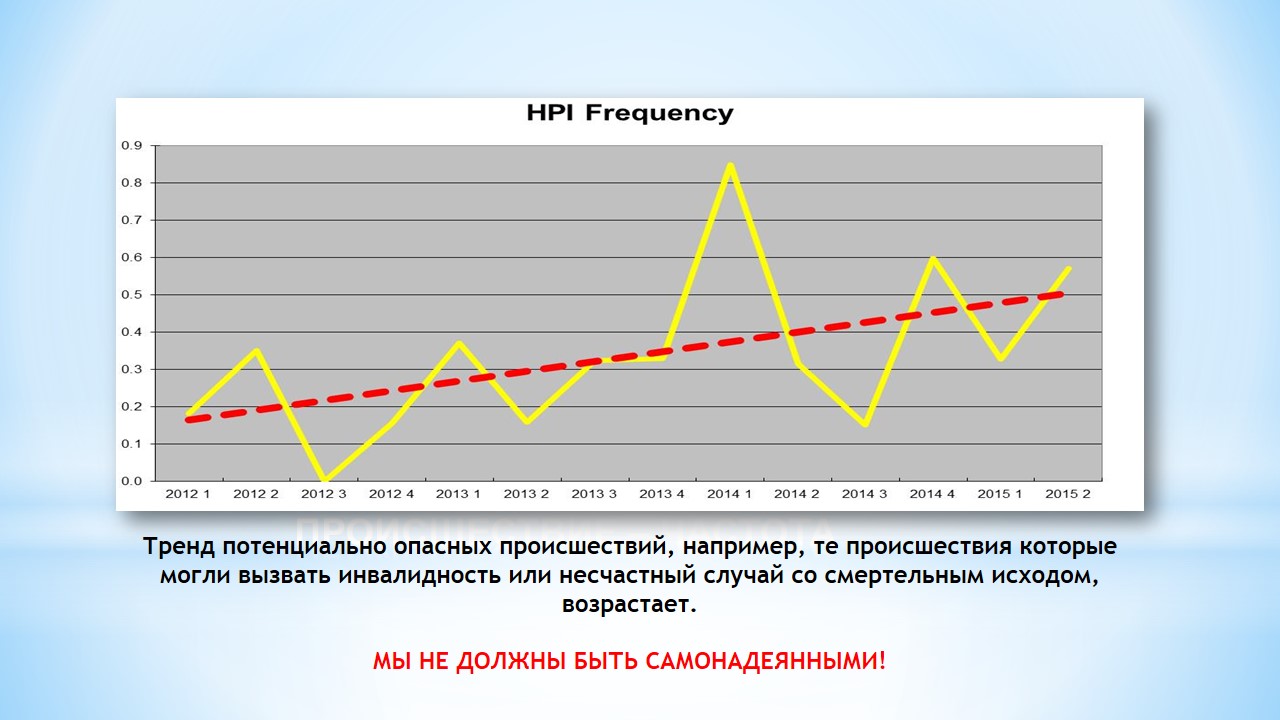 HPI Frequency
0.9
0.8
0.7
0.6
0.5
0.4
0.3
0.2
0.1
0.0
2012 1 2012 2 2012 3 2012 4 2013 1 2013 2 2013 3 2013 4 2014 1 2014 2 2014 3 2014 4 2015 1 2015 2
Тренд потенциально опасных происшествий, например, те происшествия которые
могли вызвать инвалидность или несчастный случай со смертельным исходом,
возрастает.
МЫ НЕ ДОЛЖНЫ БЫТЬ САМОНАДЕЯННЫМИ!